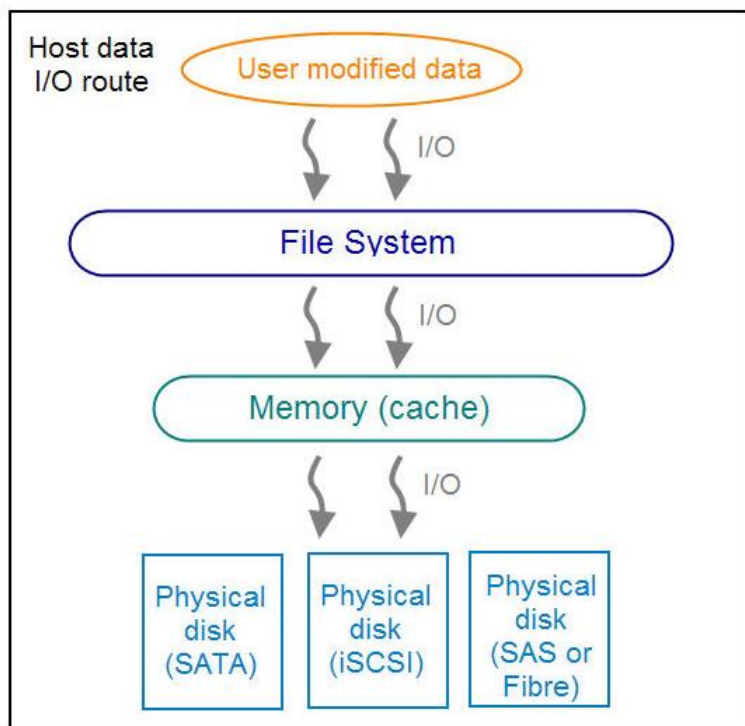 Host data
I/O route
User modified data
I/O
File System
I/O
Memory (cache)
I/O
Physical
disk
(SATA)
Physical
disk
(iSCSI)
Physical
disk
(SAS or
Fibre)